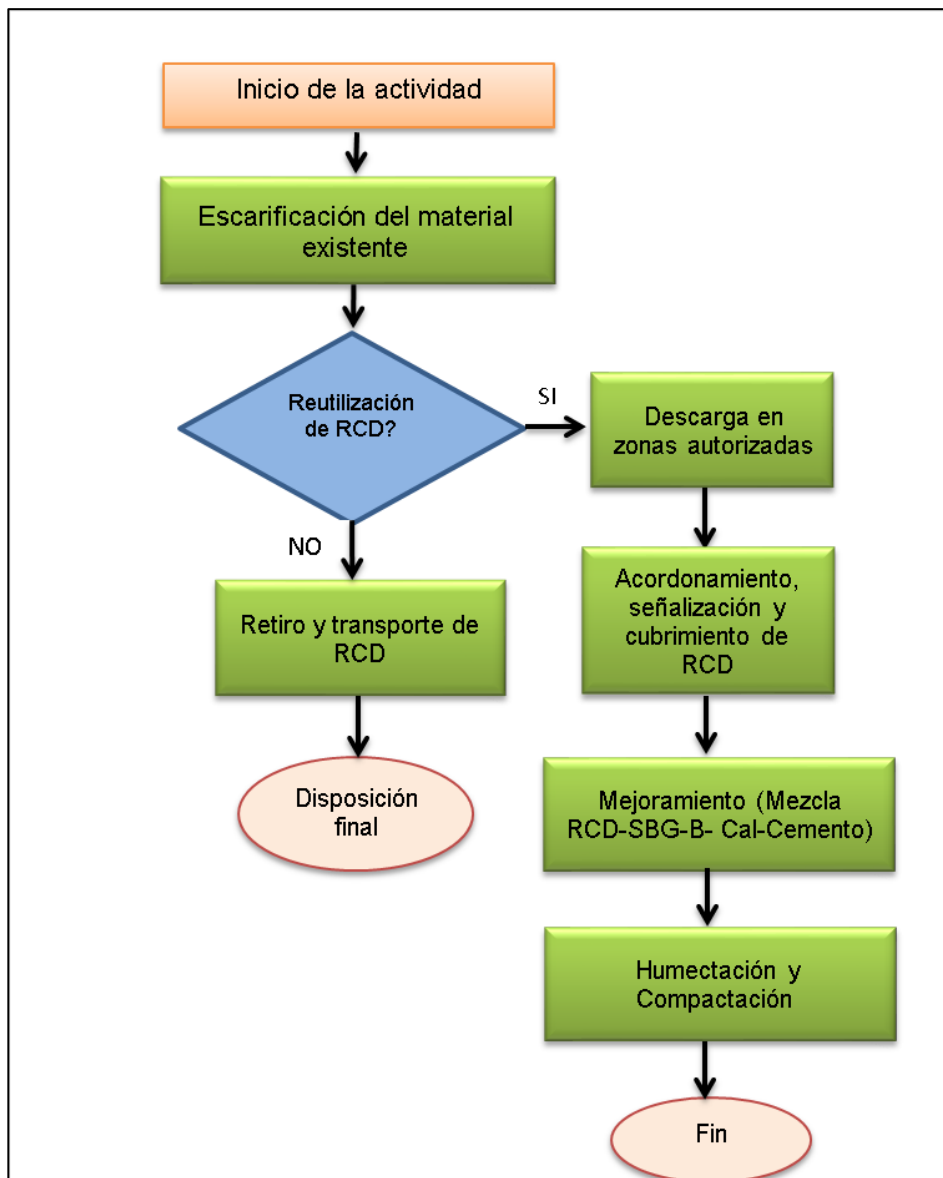 Inicio de la actividad
Escarificación del material
existente
Reutilización
de RCD?
SI
NO
Retiro y transporte de
RCD
Disposición
final
Descarga en
zonas autorizadas
Acordonamiento,
señalización y
cubrimiento de
RCD
Mejoramiento (Mezcla
RCD-SBG-B- Cal-Cemento)
Humectación y
Compactación
Fin